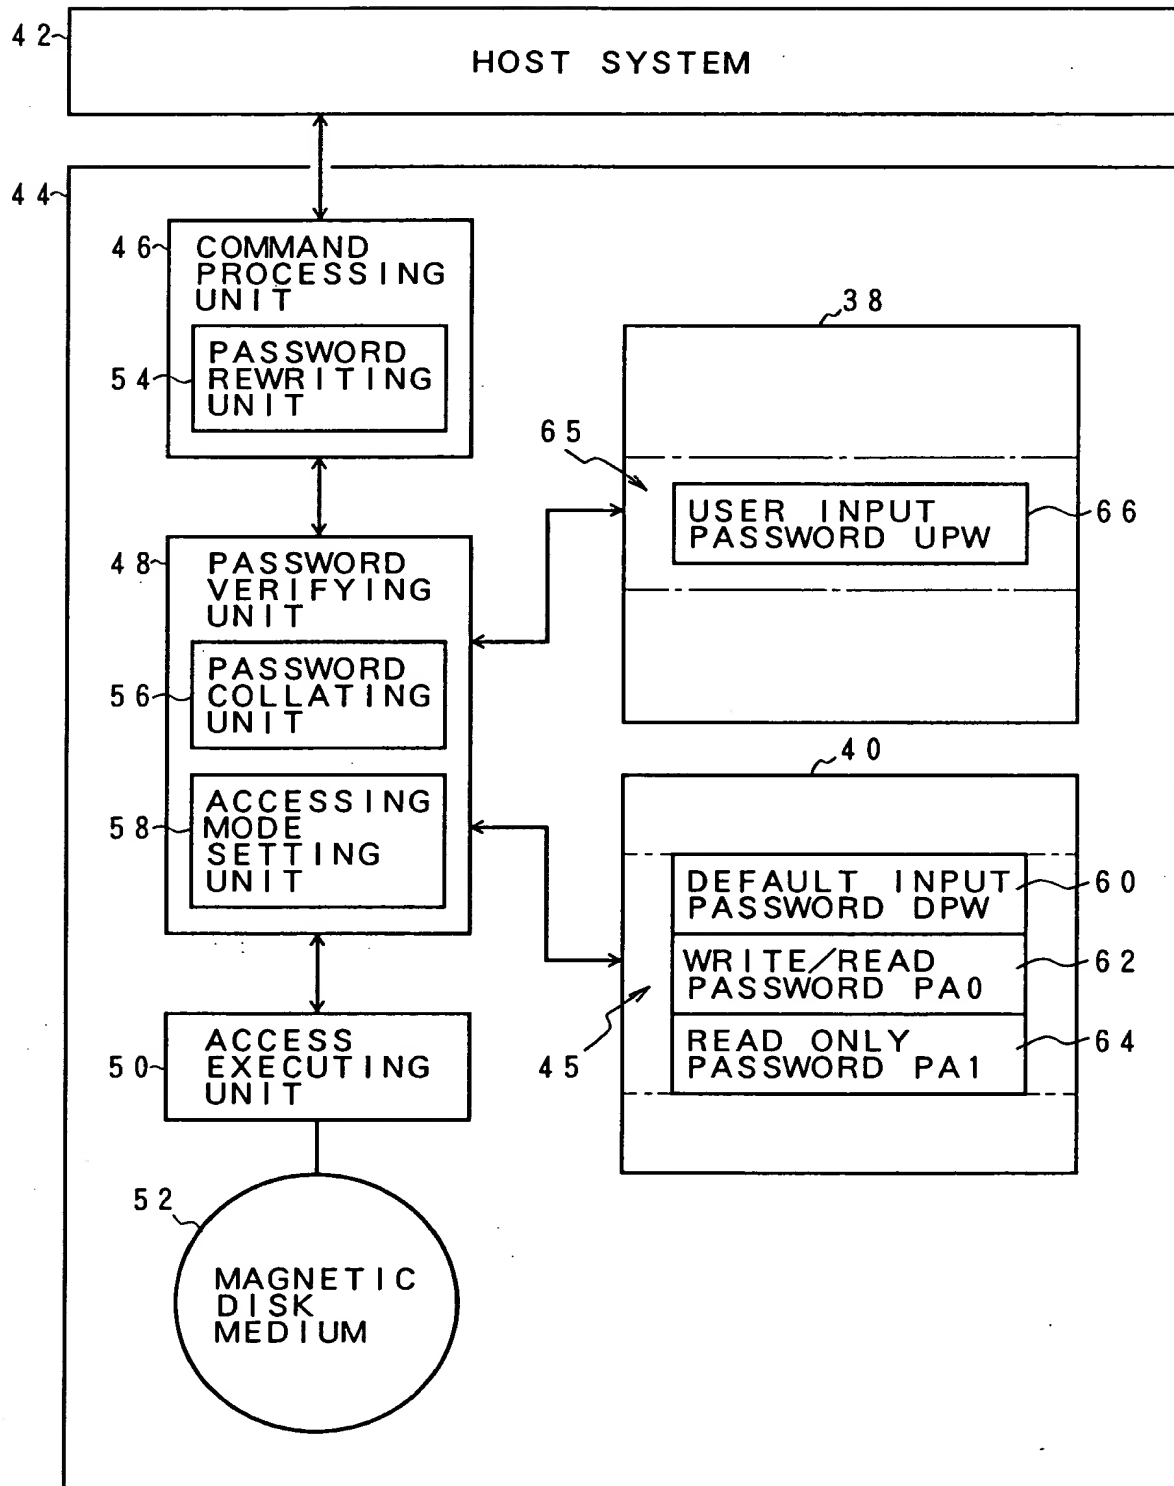 42
HOST SYSTEM
44
46
COMMAND
PROCESSING
UNIT
54
PASSWORD
REWRITING
UNIT
38
65
USER INPUT
PASSWORD UPW
66
48
PASSWORD
VERIFYING
UNIT
56
PASSWORD
COLLATING
UNIT
58
ACCESSING
MODE
SETTING
UNIT
40
DEFAULT INPUT
PASSWORD DPW
60
WRITE/READ
PASSWORD PA0
62
READ ONLY
PASSWORD PA1
64
45
50
ACCESS
EXECUTING
UNIT
52
MAGNETIC
DISK
MEDIUM